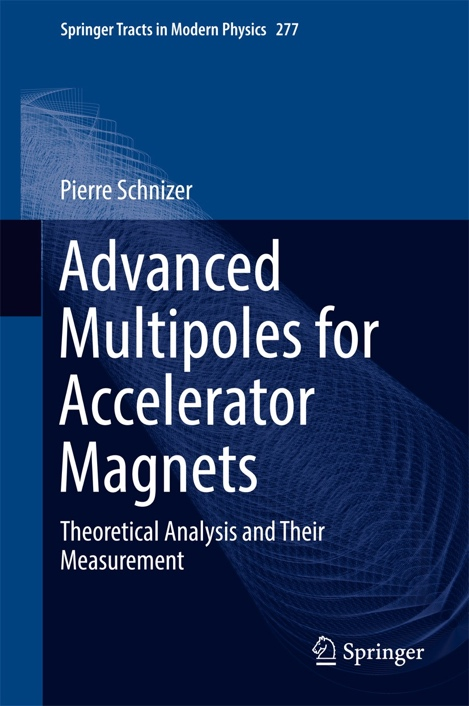 Springer Tracts in Modern Physics 277
Pierre Schnizer
Advanced
Multipoles for
Accelerator
Magnets
Theoretical Analysis and Their
Measurement
Springer